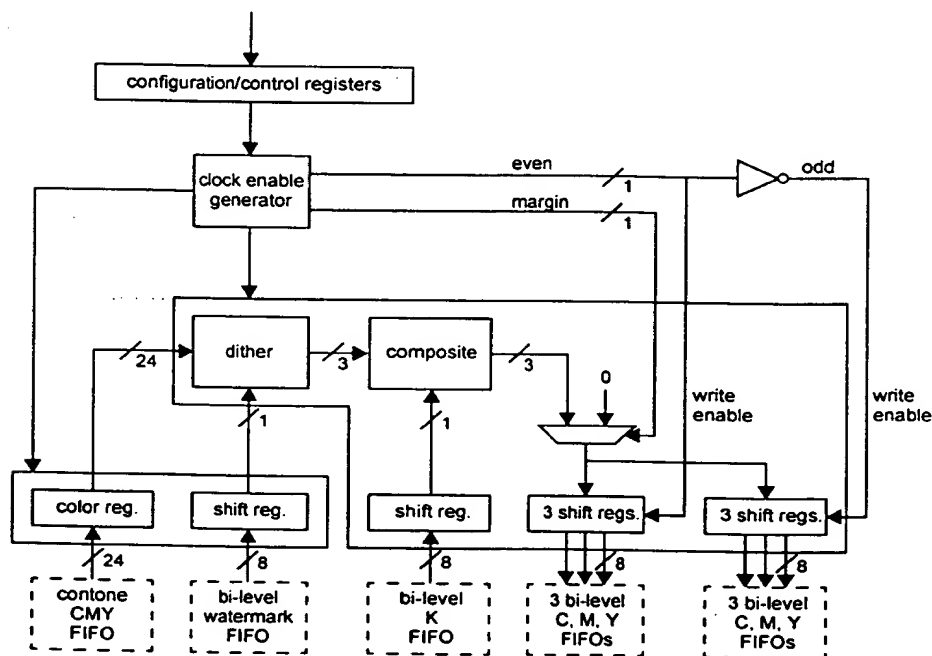 configuration/control registers
clock enable
generator
even
1
odd
margin
1
24
dither
3
composite
3
0
1
1
write
enable
write
enable
color reg.
shift reg.
shift reg.
3 shift regs.
3 shift regs.
24
8
8
8
8
contone
CMY
FIFO
bi-level
watermark
FIFO
bi-level
K
FIFO
3 bi-level
C, M, Y
FIFOs
3 bi-level
C, M, Y
FIFOs